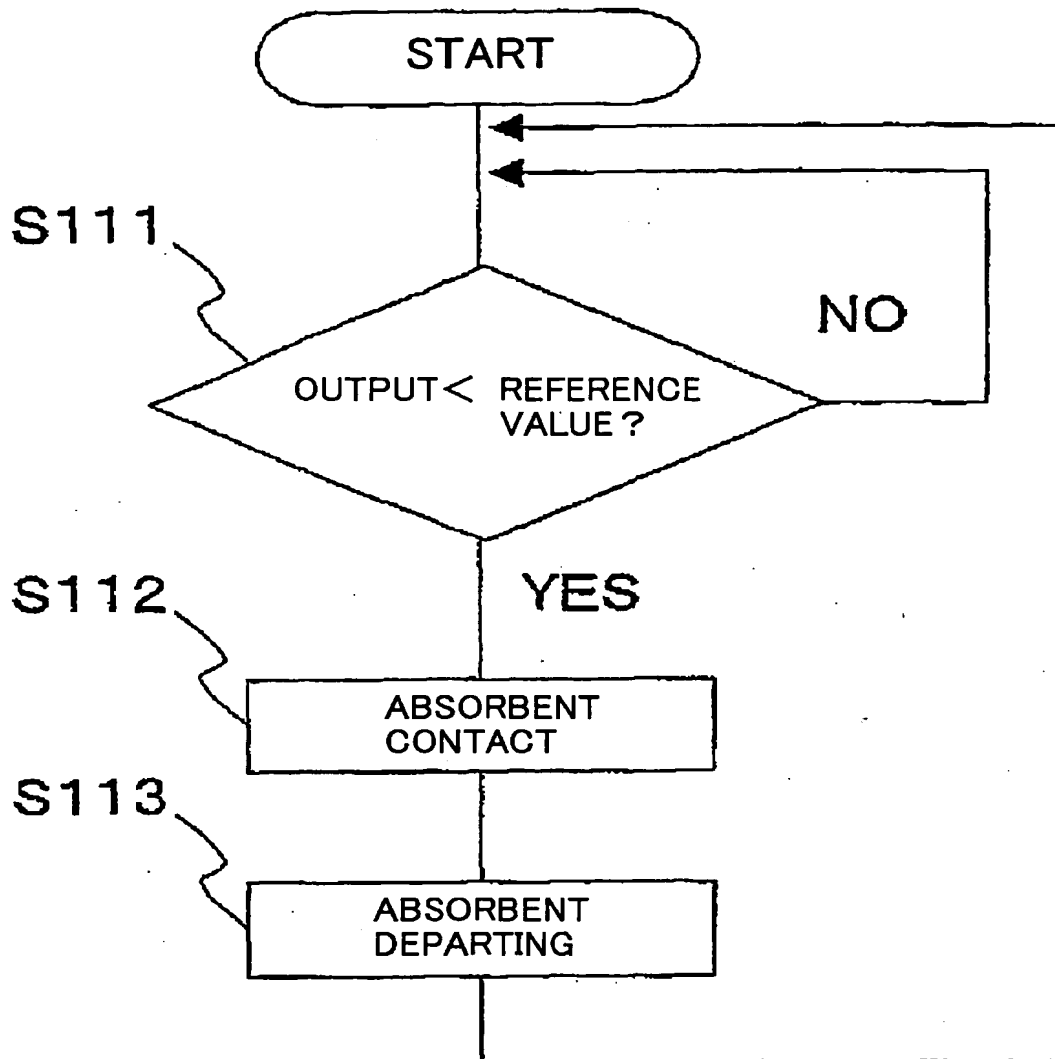 START
S111
NO
OUTPUT < REFERENCE
VALUE ?
YES
S112
ABSORBENT
CONTACT
S113
ABSORBENT
DEPARTING